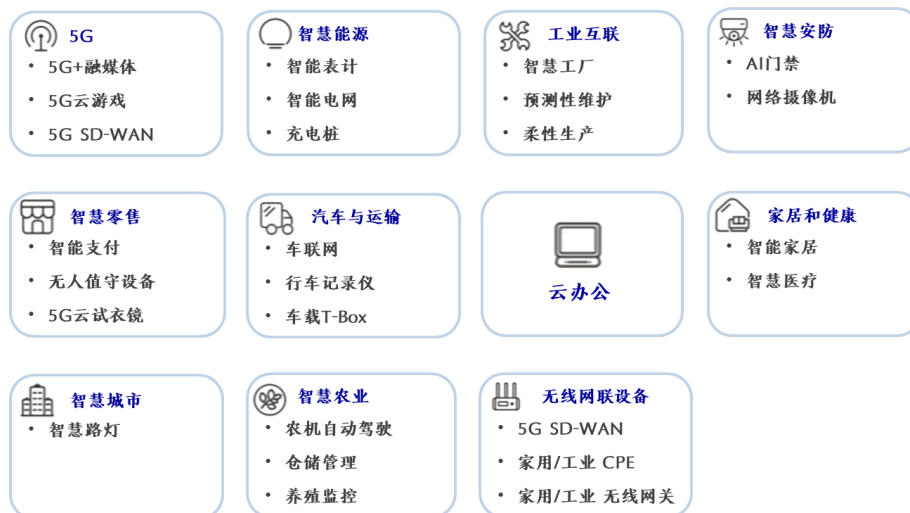 5G
• 5G+融媒体
• 5G云游戏
• 5G SD-WAN
智慧能源
• 智能表计
• 智能电网
• 充电桩
工业互联
• 智慧工厂
• 预测性维护
• 柔性生产
智慧安防
• AI门禁
• 网络摄像机
智慧零售
• 智能支付
• 无人值守设备
• 5G云试衣镜
汽车与运输
• 车联网
• 行车记录仪
• 车载T-Box
云办公
家居和健康
• 智能家居
• 智慧医疗
智慧城市
• 智慧路灯
智慧农业
• 农机自动驾驶
• 仓储管理
• 养殖监控
无线网联设备
• 5G SD-WAN
• 家用/工业 CPE
• 家用/工业 无线网关